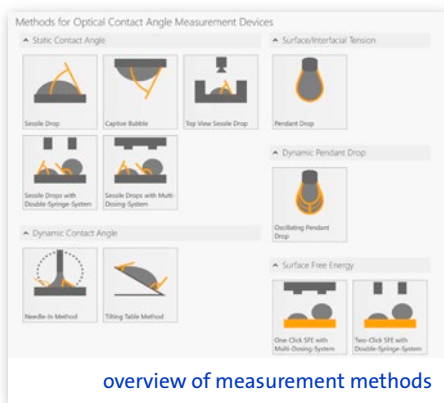 Methods for Optical Contact Angle Measurement Devices
Static Contact Angle
Sessile Drop
Captive Bubble
Top View Sessile Drop
Sessile Drops with
Double-Syringe-System
Sessile Drops with Multi-
Dosing-System
Dynamic Contact Angle
Needle-In Method
Tilting Table Method
Surface/Interfacial Tension
Pendant Drop
Dynamic Pendant Drop
Oscillating Pendant
Drop
Surface Free Energy
One-Click SFE with
Multi-Dosing-System
Two-Click SFE with
Double-Syringe-System
overview of measurement methods